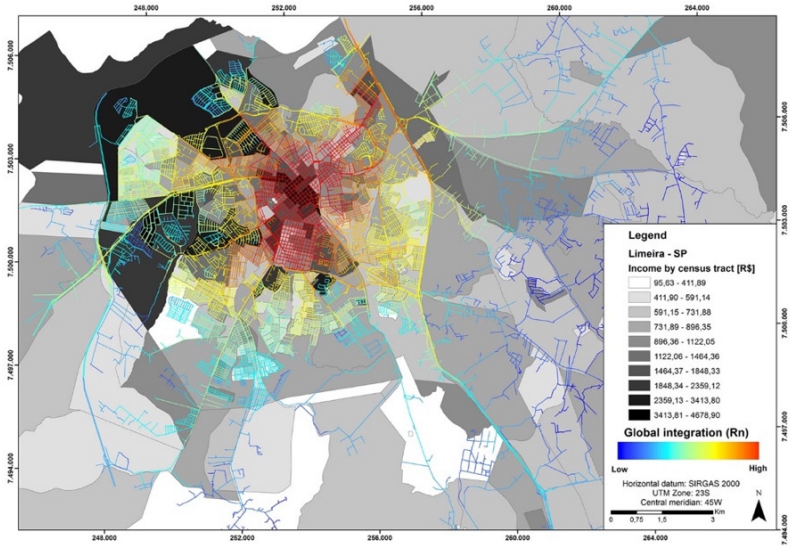 248.000 252.000 256.000 260.000 264.000
7.506.000
7.503.000
7.500.000
7.497.000
7.494.000
7.506.000
7.503.000
7.500.000
7.497.000
7.494.000
Legend
Limeira - SP
Income by census tract [R$]
95,63 - 411,89
411,90 - 591,14
591,15 - 731,88
731,89 - 896,35
896,36 - 1122,05
1122,06 - 1464,36
1464,37 - 1848,33
1848,34 - 2359,12
2359,13 - 3413,80
3413,81 - 4678,90
Global integration (Rn)
Low High
Horizontal datum: SIRGAS 2000
UTM Zone: 23S
Central meridian: 45W
N
0 0,75 1,5 3 Km
248.000 252.000 256.000 260.000 264.000